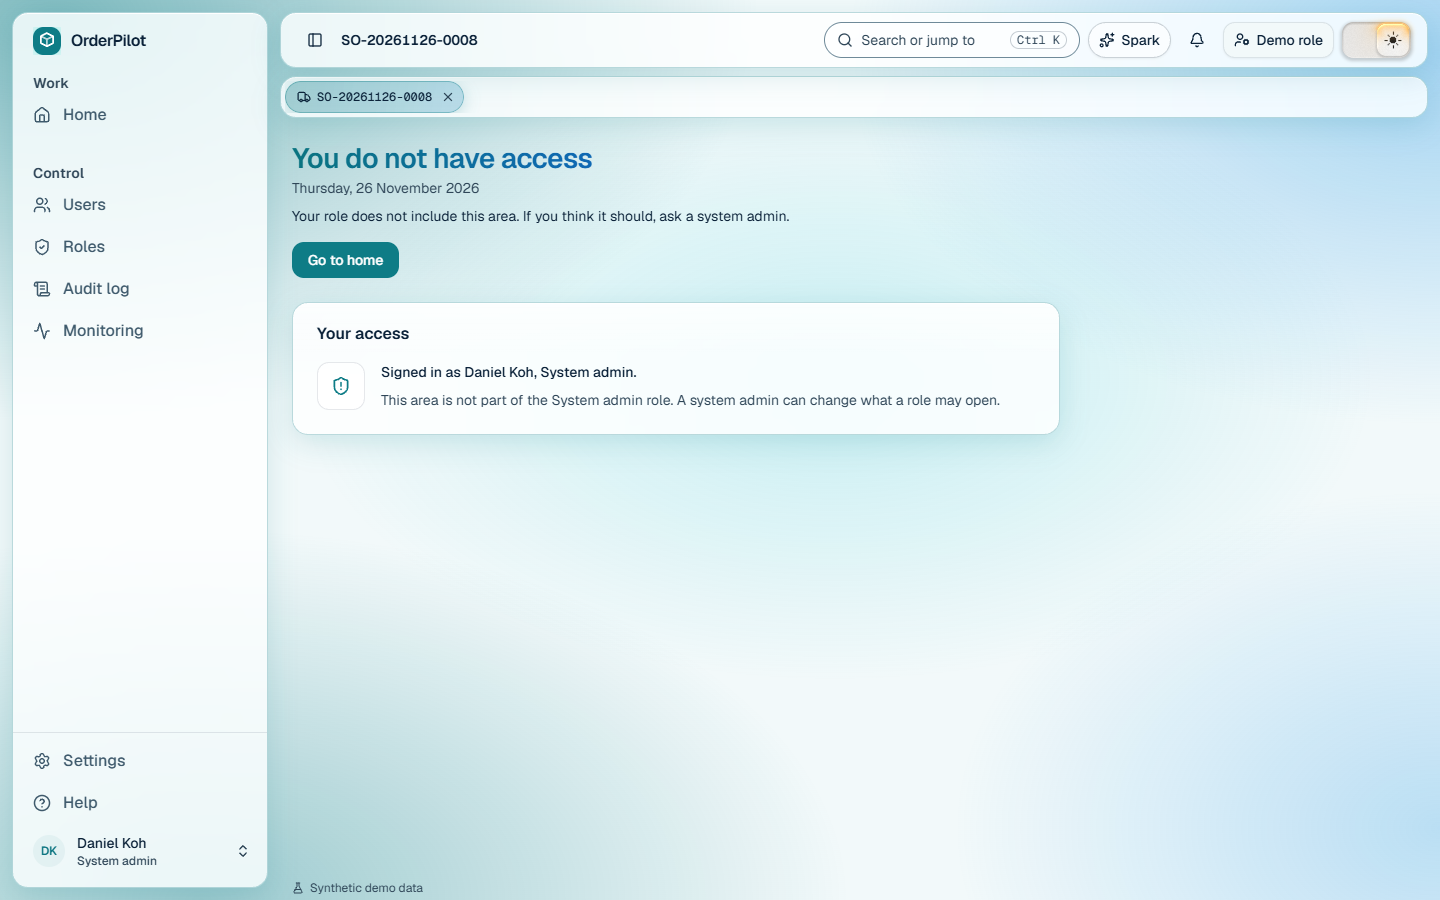 OrderPilot
Work
Home
Control
Users
Roles
Audit log
Monitoring
Settings
Help
DK
Daniel Koh
System admin
SO-20261126-0008
Search or jump to
Ctrl K
Spark
Demo role
SO-20261126-0008
You do not have access
Thursday, 26 November 2026
Your role does not include this area. If you think it should, ask a system admin.
Go to home
Your access
Signed in as Daniel Koh, System admin.
This area is not part of the System admin role. A system admin can change what a role may open.
Synthetic demo data